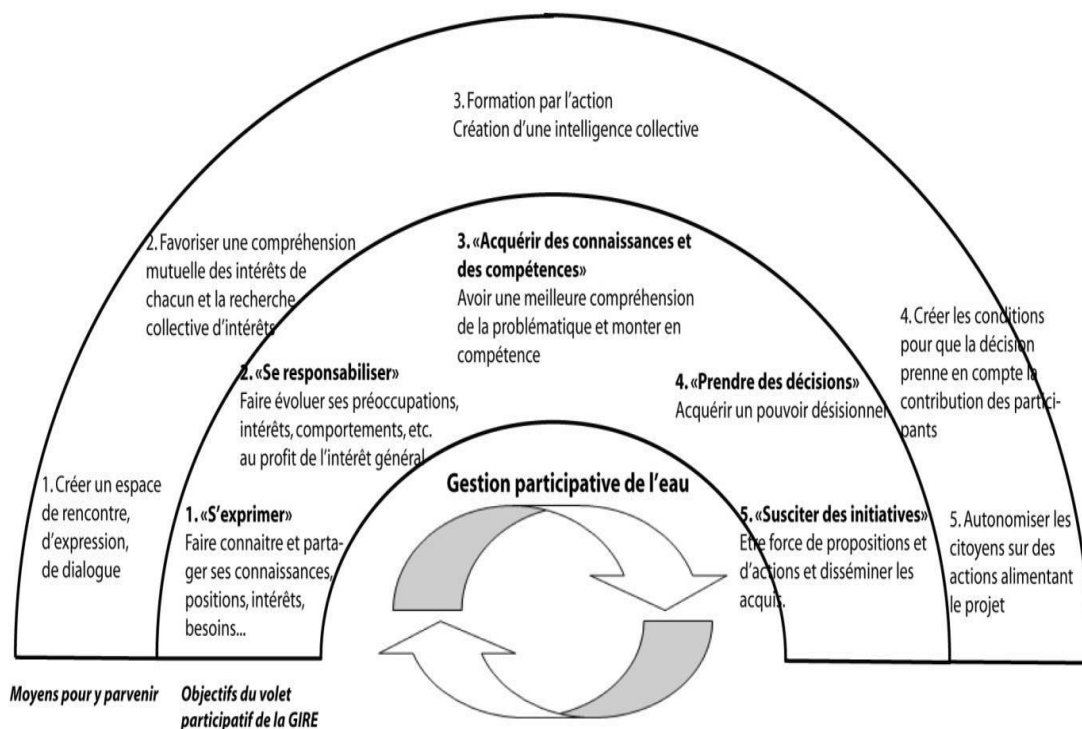 3. Formation par l'action
Création d'une intelligence collective
2. Favoriser une compréhension
mutuelle des intérêts de
chacun et la recherche
collective d'intérêts
3. «Acquérir des connaissances et
des compétences»
Avoir une meilleure compréhension
de la problématique et monter en
compétence
4. Créer les conditions
pour que la décision
prenne en compte la
contribution des partici-
pants
2. «Se responsabiliser»
Faire évoluer ses préoccupations,
intérêts, comportements, etc.
au profit de l'intérêt général
4. «Prendre des décisions»
Acquérir un pouvoir désisionnel
1. Créer un espace
de rencontre,
d'expression,
de dialogue
1. «S'exprimer»
Faire connaitre et parta-
ger ses connaissances,
positions, intérêts,
besoins...
Gestion participative de l'eau
5. «Susciter des initiatives»
Etre force de propositions et
d'actions et disséminer les
acquis.
5. Autonomiser les
citoyens sur des
actions alimentant
le projet
Moyens pour y parvenir
Objectifs du volet
participatif de la GIRE